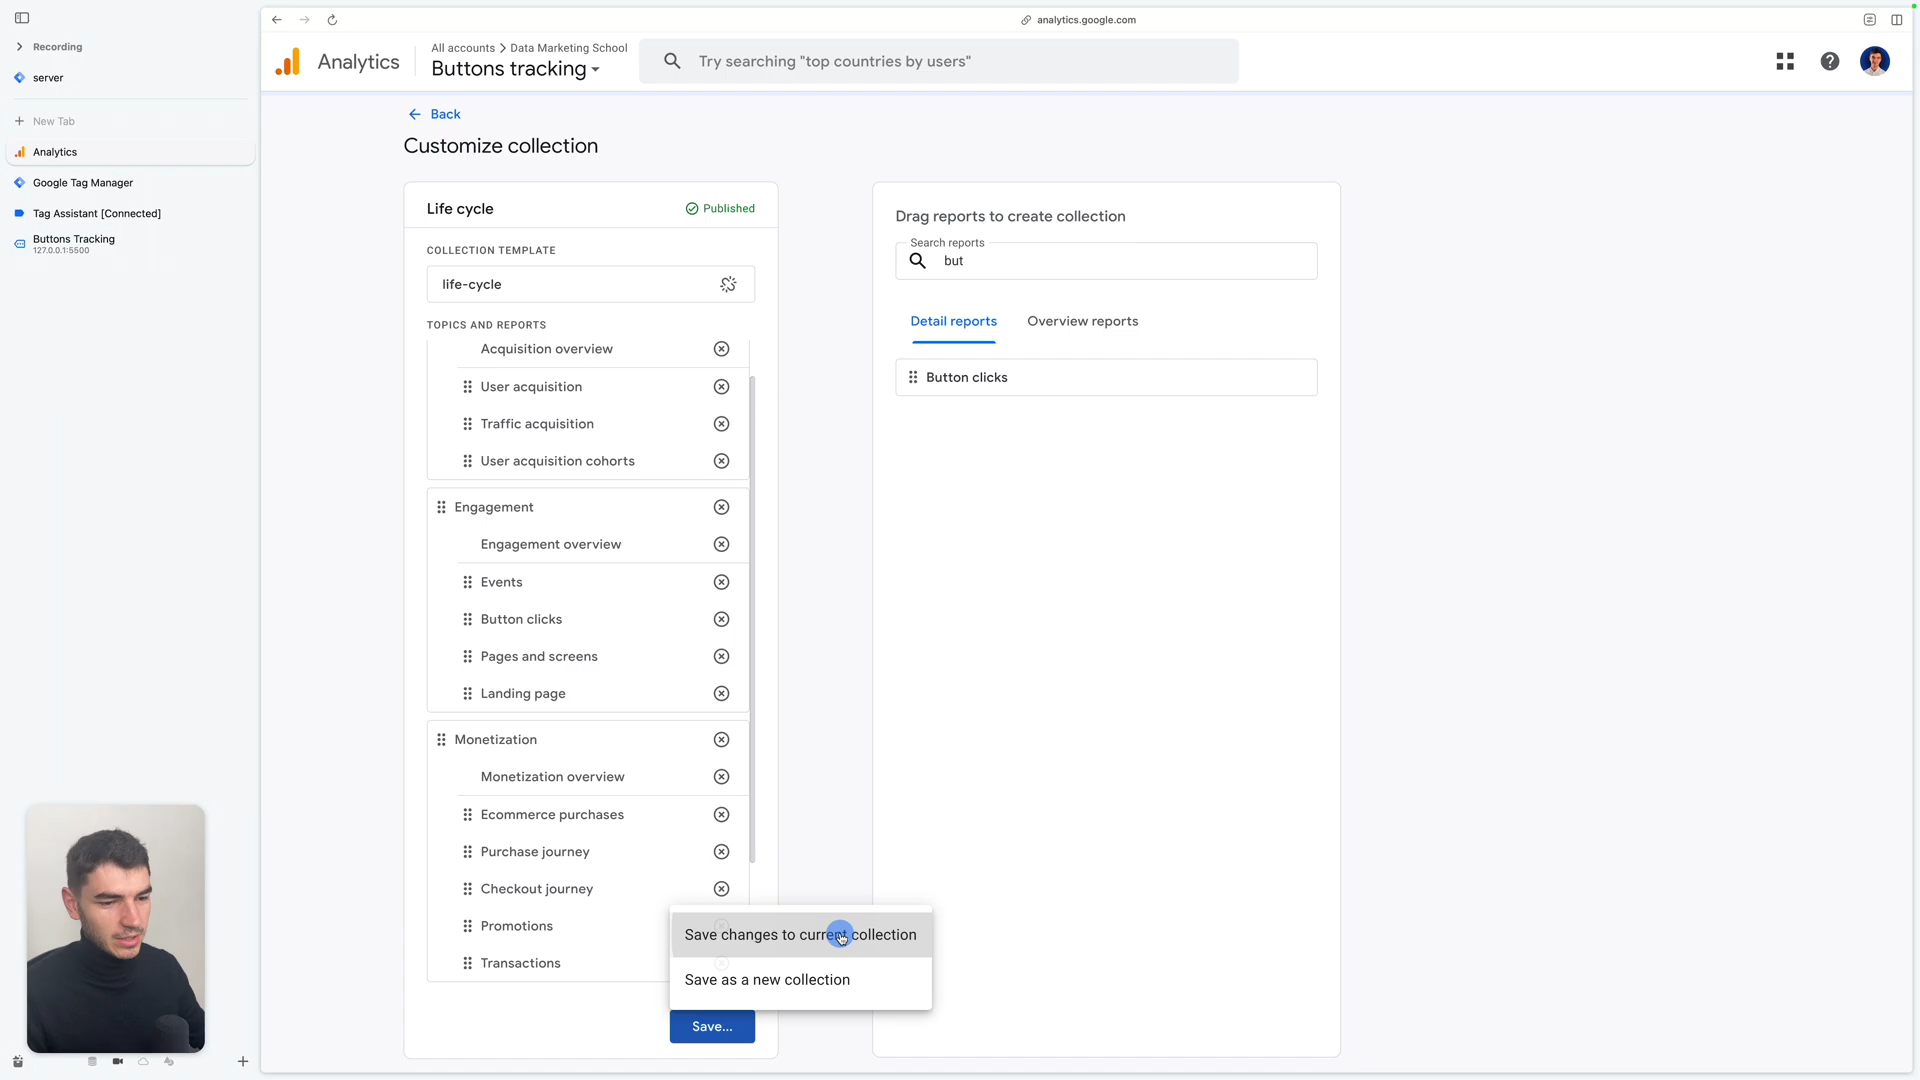 Recording
server
New Tab
Analytics
Google Tag Manager
Tag Assistant [Connected]
Buttons Tracking
127.0.0.1:5500
analytics.google.com
Analytics
All accounts > Data Marketing School
Buttons tracking
Try searching "top countries by users"
Back
Customize collection
Life cycle
Published
COLLECTION TEMPLATE
life-cycle
TOPICS AND REPORTS
Acquisition overview
User acquisition
Traffic acquisition
User acquisition cohorts
Engagement
Engagement overview
Events
Button clicks
Pages and screens
Landing page
Monetization
Monetization overview
Ecommerce purchases
Purchase journey
Checkout journey
Promotions
Transactions
Save changes to current collection
Save as a new collection
Save...
Drag reports to create collection
Search reports
but
Detail reports
Overview reports
Button clicks